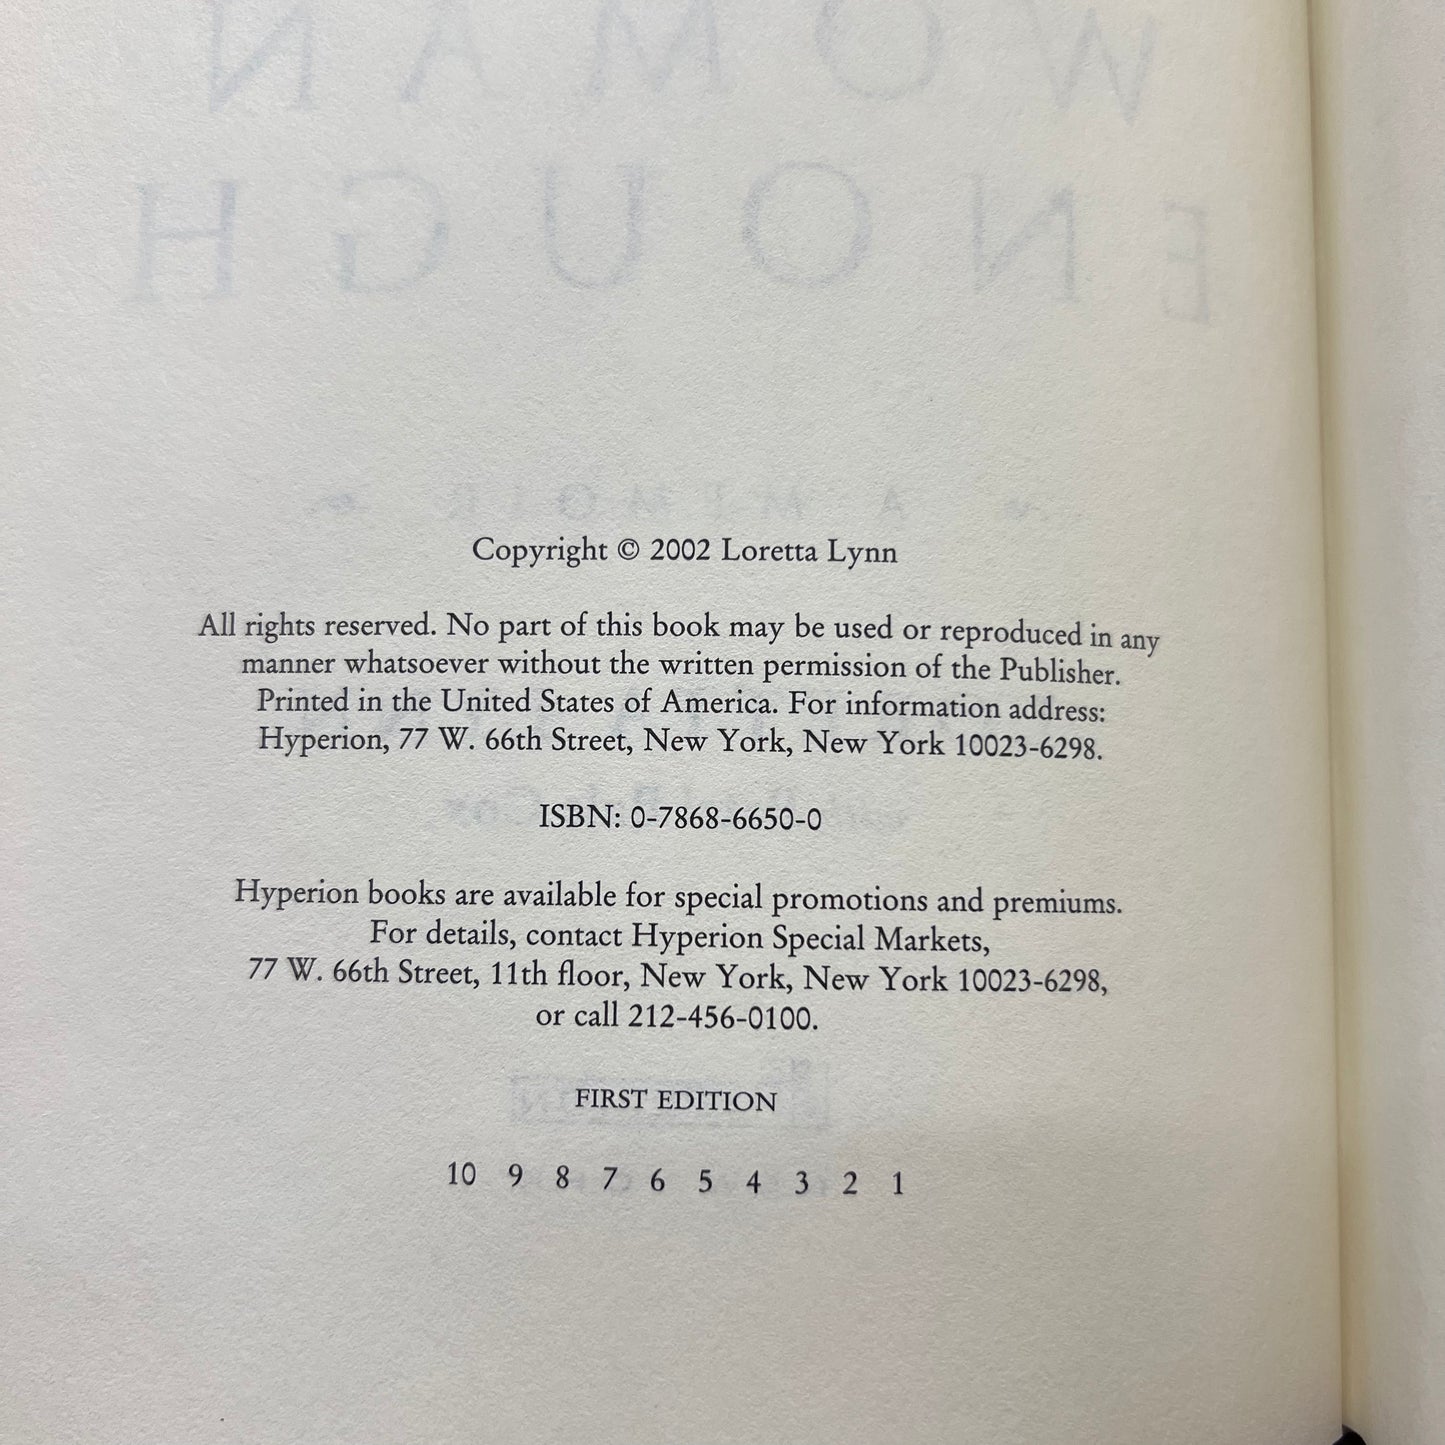 WOMAN
ENOUGH
A MEMOIR
Copyright © 2002 Loretta Lynn
All rights reserved. No part of this book may be used or reproduced in any
manner whatsoever without the written permission of the Publisher.
Printed in the United States of America. For information address:
Hyperion, 77 W. 66th Street, New York, New York 10023-6298.
ISBN: 0-7868-6650-0
Hyperion books are available for special promotions and premiums.
For details, contact Hyperion Special Markets,
77 W. 66th Street, 11th floor, New York, New York 10023-6298,
or call 212-456-0100.
FIRST EDITION
10 9 8 7 6 5 4 3 2 1